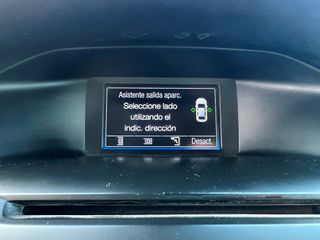 Asistente salida aparc.
Seleccione lado
utilizando el
indic. dirección
Desact.